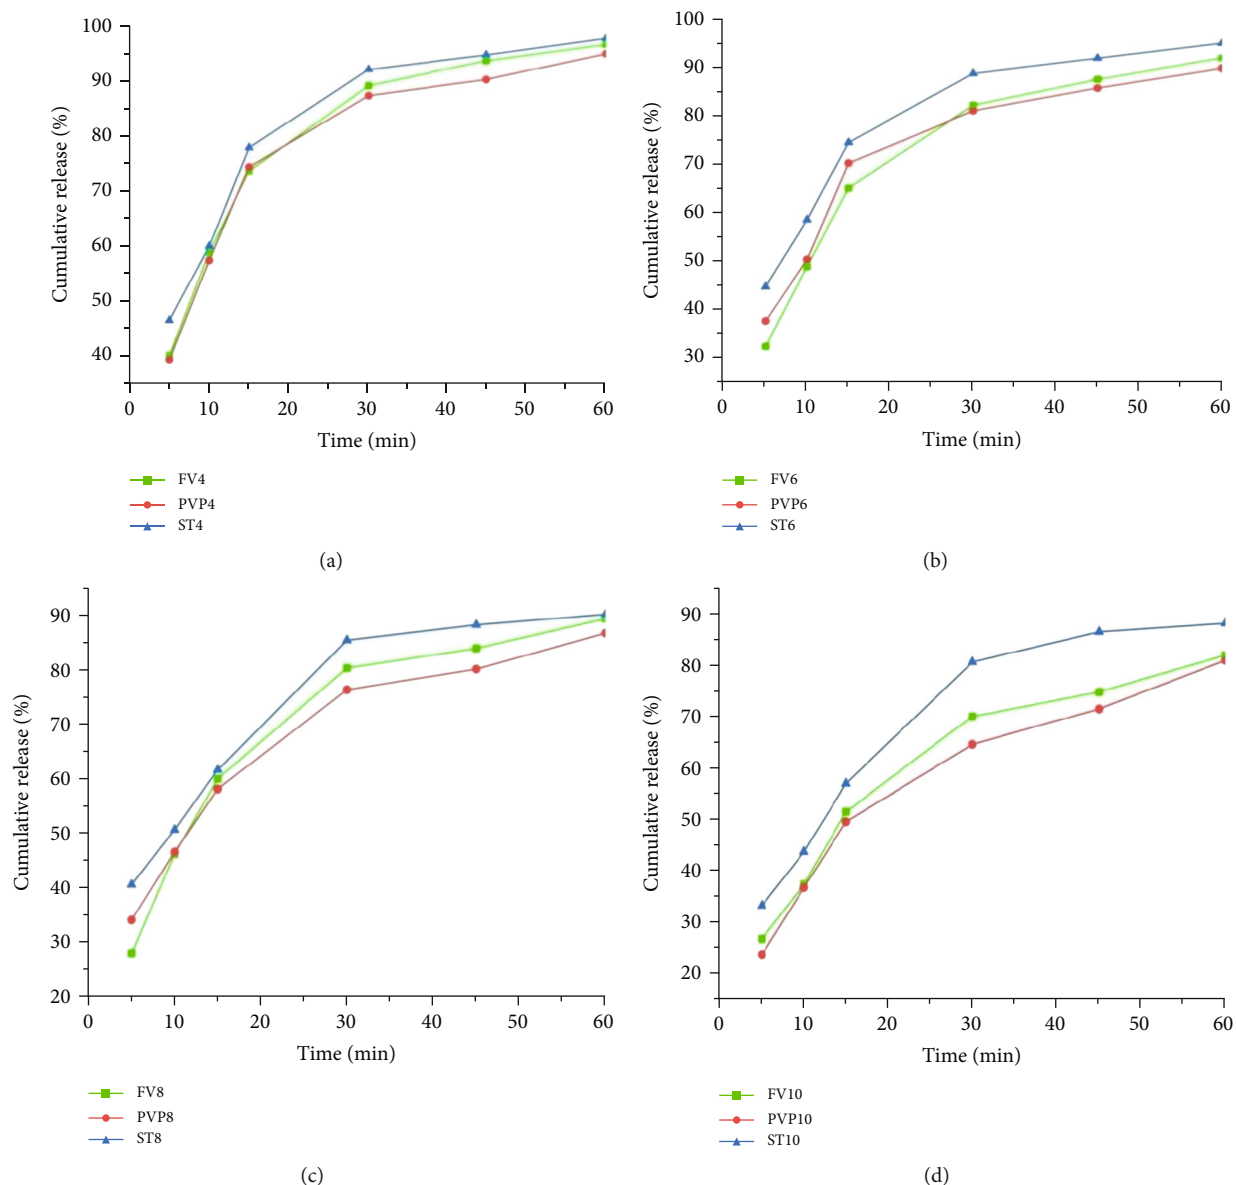 100
90
80
70
60
50
40
Cumulative release (%)
0 10 20 30 40 50 60
Time (min)
FV4
PVP4
ST4
(a)
100
90
80
70
60
50
40
30
Cumulative release (%)
0 10 20 30 40 50 60
Time (min)
FV6
PVP6
ST6
(b)
90
80
70
60
50
40
30
20
Cumulative release (%)
0 10 20 30 40 50 60
Time (min)
FV8
PVP8
ST8
(c)
90
80
70
60
50
40
30
20
Cumulative release (%)
0 10 20 30 40 50 60
Time (min)
FV10
PVP10
ST10
(d)